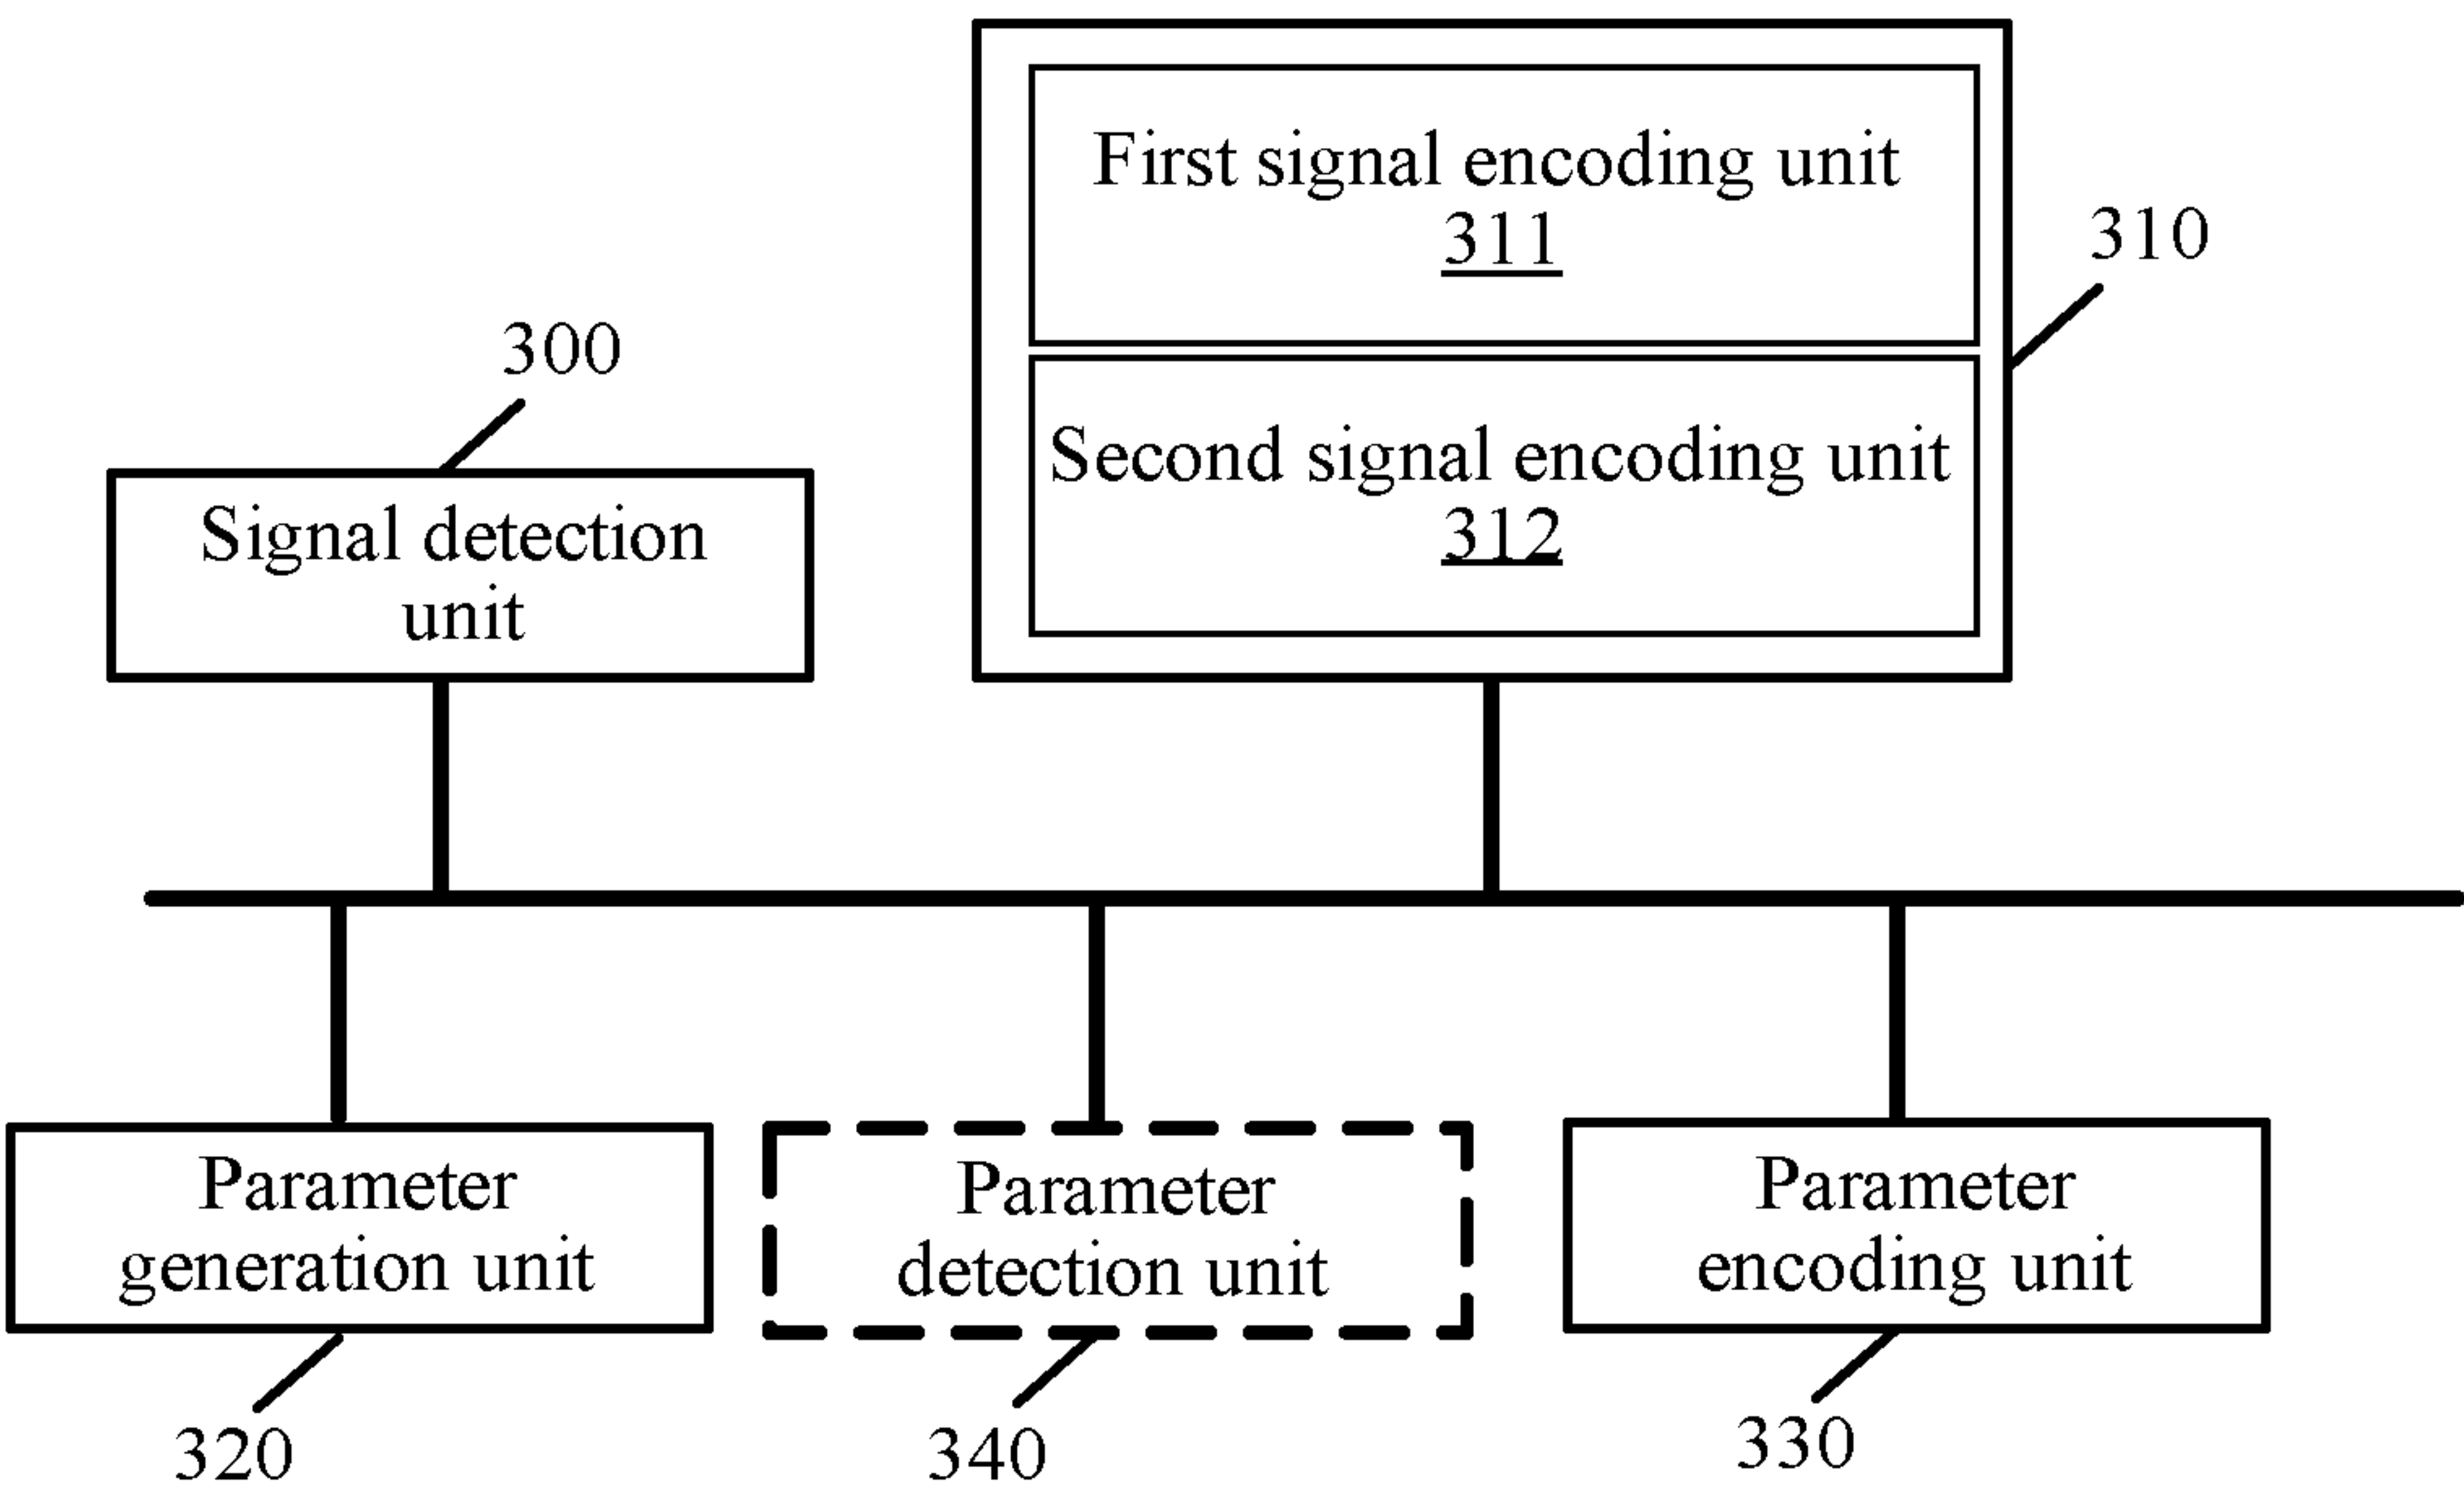 First signal encoding unit
311
310
300
Second signal encoding unit
312
Signal detection
unit
Parameter
generation unit
Parameter
detection unit
Parameter
encoding unit
320
340
330